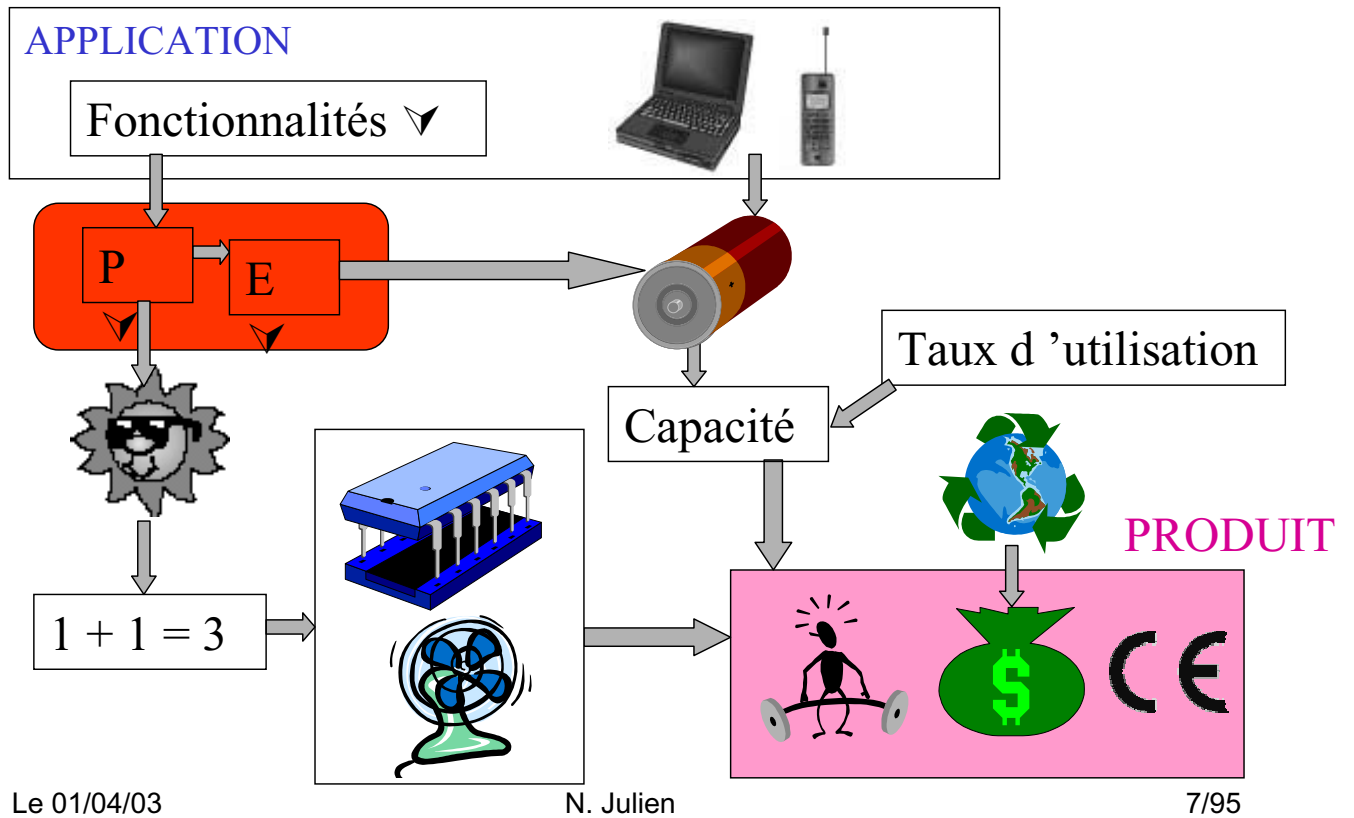 APPLICATION
Fonctionnalités
P
E
Taux d ’utilisation
Capacité
PRODUIT
1 + 1 = 3
$
CE
Le 01/04/03
N. Julien
7/95